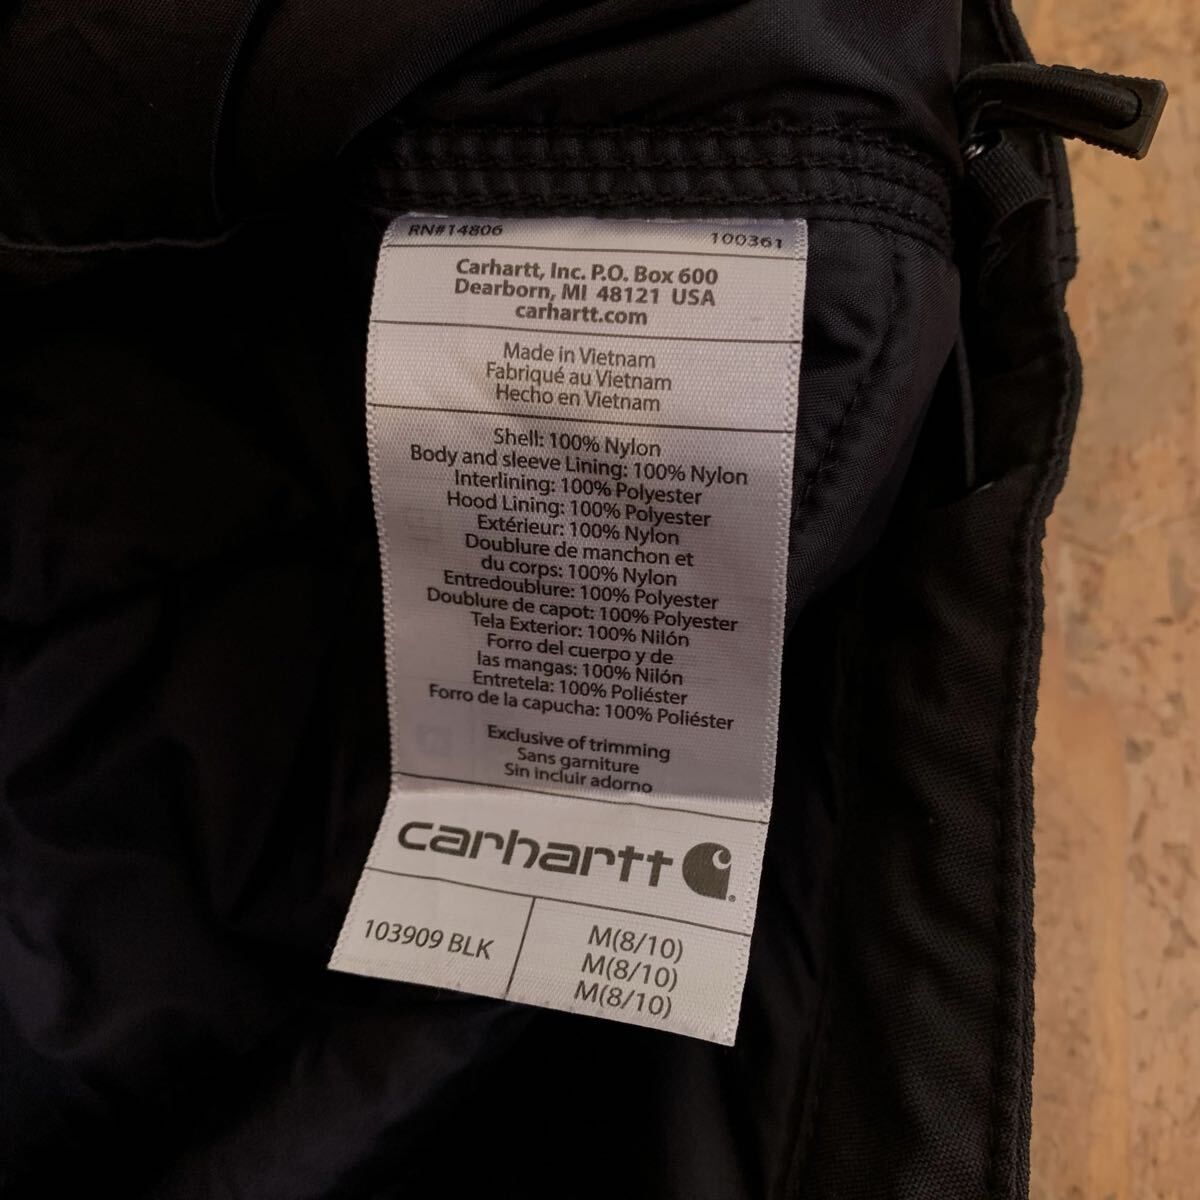 RN#14806 100361
Carhartt, Inc. P.O. Box 600
Dearborn, MI 48121 USA
carhartt.com
Made in Vietnam
Fabriqué au Vietnam
Hecho en Vietnam
Shell: 100% Nylon
Body and sleeve Lining: 100% Nylon
Interlining: 100% Polyester
Hood Lining: 100% Polyester
Extérieur: 100% Nylon
Doublure de manchon et
du corps: 100% Nylon
Entredoublure: 100% Polyester
Doublure de capot: 100% Polyester
Tela Exterior: 100% Nilón
Forro del cuerpo y de
las mangas: 100% Nilón
Entretela: 100% Poliéster
Forro de la capucha: 100% Poliéster
Exclusive of trimming
Sans garniture
Sin incluir adorno
carhartt
103909 BLK
M(8/10)
M(8/10)
M(8/10)